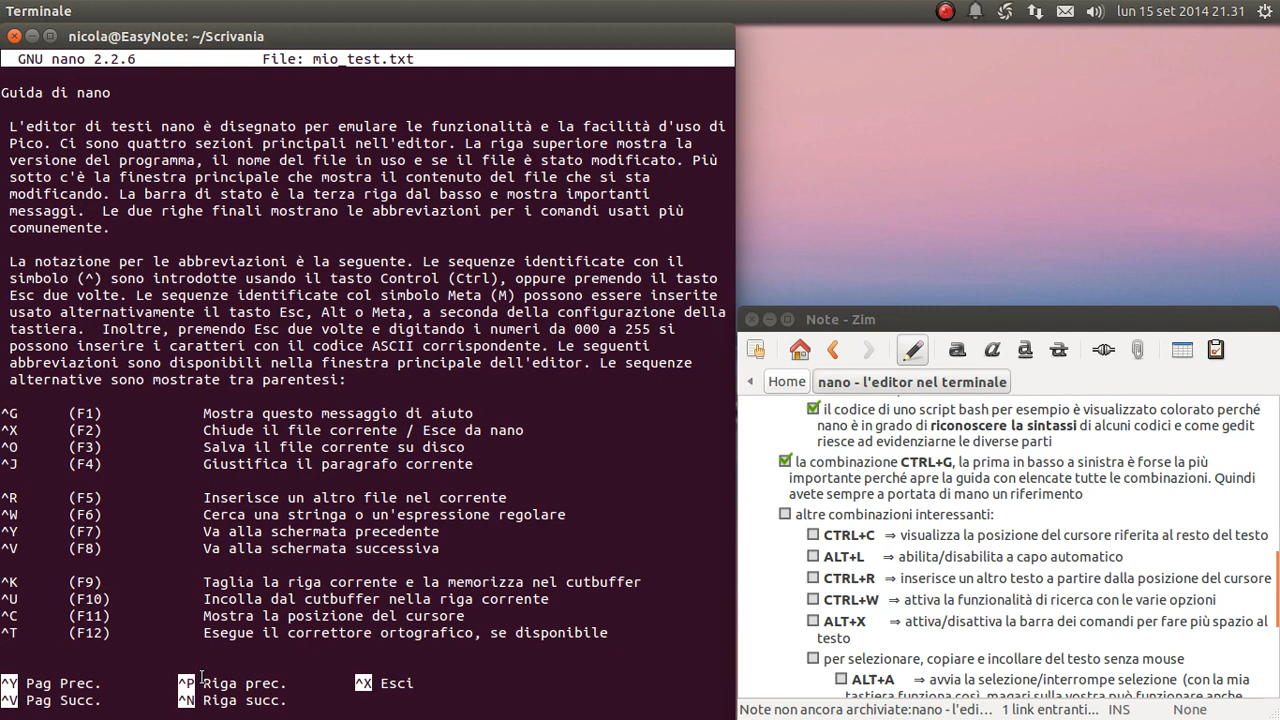 Terminale
lun 15 set 2014 21.31
nicola@EasyNote: ~/Scrivania
GNU nano 2.2.6 File: mio_test.txt
Guida di nano
L'editor di testi nano è disegnato per emulare le funzionalità e la facilità d'uso di
Pico. Ci sono quattro sezioni principali nell'editor. La riga superiore mostra la
versione del programma, il nome del file in uso e se il file è stato modificato. Più
sotto c'è la finestra principale che mostra il contenuto del file che si sta
modificando. La barra di stato è la terza riga dal basso e mostra importanti
messaggi.  Le due righe finali mostrano le abbreviazioni per i comandi usati più
comunemente.
La notazione per le abbreviazioni è la seguente. Le sequenze identificate con il
simbolo (^) sono introdotte usando il tasto Control (Ctrl), oppure premendo il tasto
Esc due volte. Le sequenze identificate col simbolo Meta (M) possono essere inserite
usato alternativamente il tasto Esc, Alt o Meta, a seconda della configurazione della
tastiera.  Inoltre, premendo Esc due volte e digitando i numeri da 000 a 255 si
possono inserire i caratteri con il codice ASCII corrispondente. Le seguenti
abbreviazioni sono disponibili nella finestra principale dell'editor. Le sequenze
alternative sono mostrate tra parentesi:
^G (F1) Mostra questo messaggio di aiuto
^X (F2) Chiude il file corrente / Esce da nano
^O (F3) Salva il file corrente su disco
^J (F4) Giustifica il paragrafo corrente
^R (F5) Inserisce un altro file nel corrente
^W (F6) Cerca una stringa o un'espressione regolare
^Y (F7) Va alla schermata precedente
^V (F8) Va alla schermata successiva
^K (F9) Taglia la riga corrente e la memorizza nel cutbuffer
^U (F10) Incolla dal cutbuffer nella riga corrente
^C (F11) Mostra la posizione del cursore
^T (F12) Esegue il correttore ortografico, se disponibile
^Y Pag Prec. ^P Riga prec. ^X Esci
^V Pag Succ. ^N Riga succ.
Note - Zim
Home nano - l'editor nel terminale
il codice di uno script bash per esempio è visualizzato colorato perché
nano è in grado di riconoscere la sintassi di alcuni codici e come gedit
riesce ad evidenziarne le diverse parti
la combinazione CTRL+G, la prima in basso a sinistra è forse la più
importante perché apre la guida con elencate tutte le combinazioni. Quindi
avete sempre a portata di mano un riferimento
altre combinazioni interessanti:
CTRL+C ⇒ visualizza la posizione del cursore riferita al resto del testo
ALT+L ⇒ abilita/disabilita a capo automatico
CTRL+R ⇒ inserisce un altro testo a partire dalla posizione del cursore
CTRL+W ⇒ attiva la funzionalità di ricerca con le varie opzioni
ALT+X ⇒ attiva/disattiva la barra dei comandi per fare più spazio al
testo
per selezionare, copiare e incollare del testo senza mouse
ALT+A ⇒ avvia la selezione/interrompe selezione (con la mia
tastiera funziona così, magari sulla vostra può funzionare anche
Note non ancora archiviate:nano - l'edi... 1 link entranti... INS None